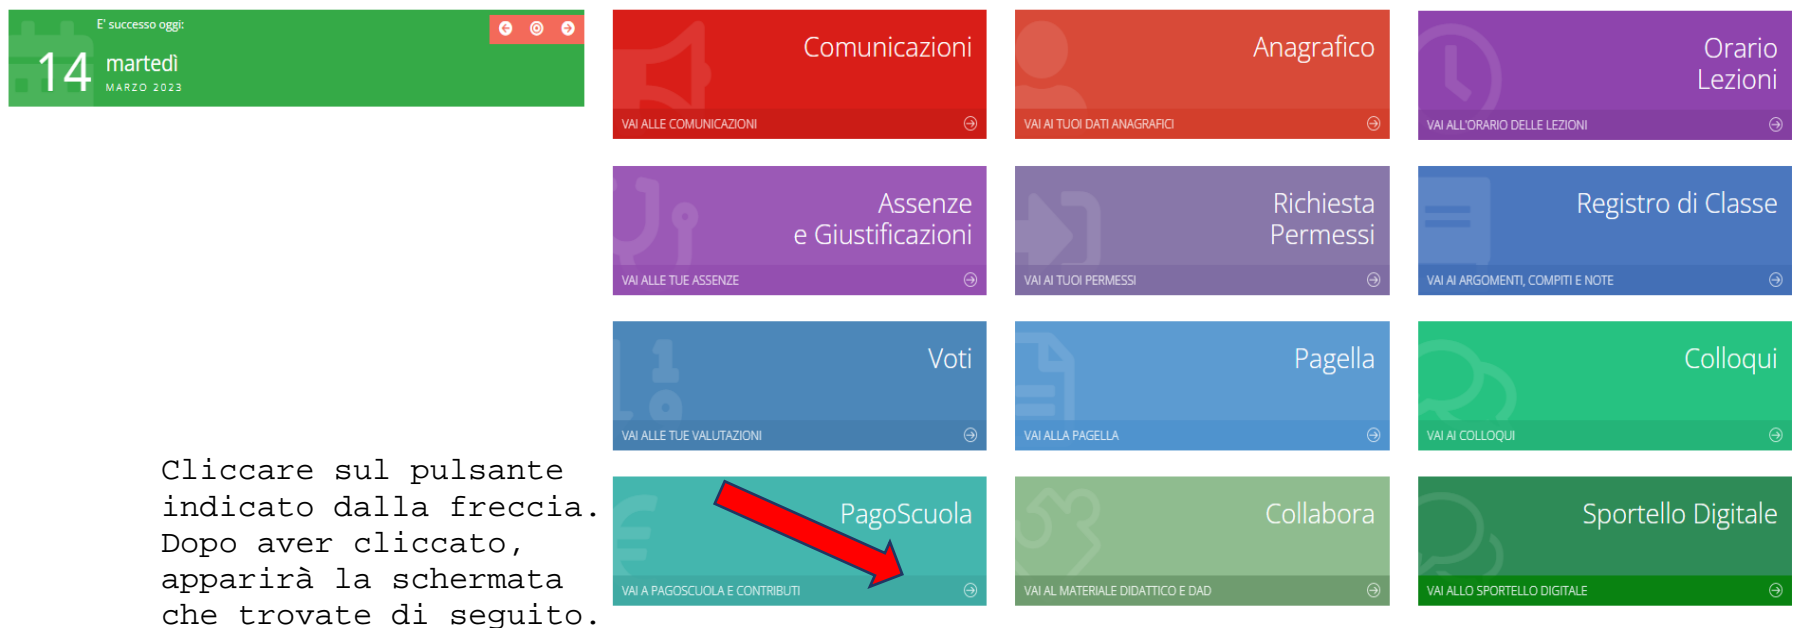 E' successo oggi:
14 martedì
MARZO 2023
Comunicazioni
VAI ALLE COMUNICAZIONI
Anagrafico
VAI AI TUOI DATI ANAGRAFICI
Orario
Lezioni
VAI ALL'ORARIO DELLE LEZIONI
Assenze
e Giustificazioni
VAI ALLE TUE ASSENZE
Richiesta
Permessi
VAI AI TUOI PERMESSI
Registro di Classe
VAI AI ARGOMENTI, COMPITI E NOTE
Voti
VAI ALLE TUE VALUTAZIONI
Pagella
VAI ALLA PAGELLA
Colloqui
VAI AI COLLOQUI
Cliccare sul pulsante
indicato dalla freccia.
Dopo aver cliccato,
apparirà la schermata
che trovate di seguito.
PagoScuola
VAI A PAGOSCUOLA E CONTRIBUTI
Collabora
VAI AL MATERIALE DIDATTICO E DAD
Sportello Digitale
VAI ALLO SPORTELLO DIGITALE